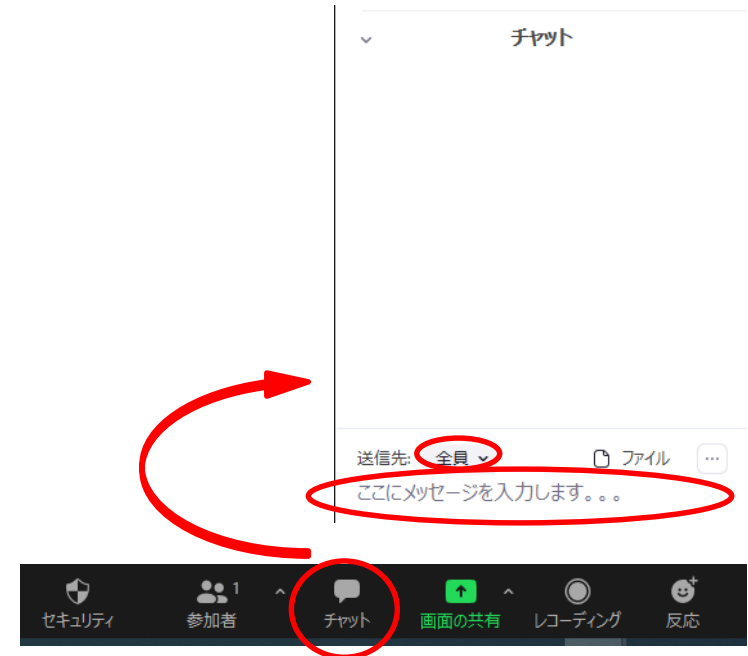 チャット
送信先: 全員 ファイル ...
ここにメッセージを入力します。。。
1
セキュリティ 参加者 チャット 画面の共有 レコーディング 反応